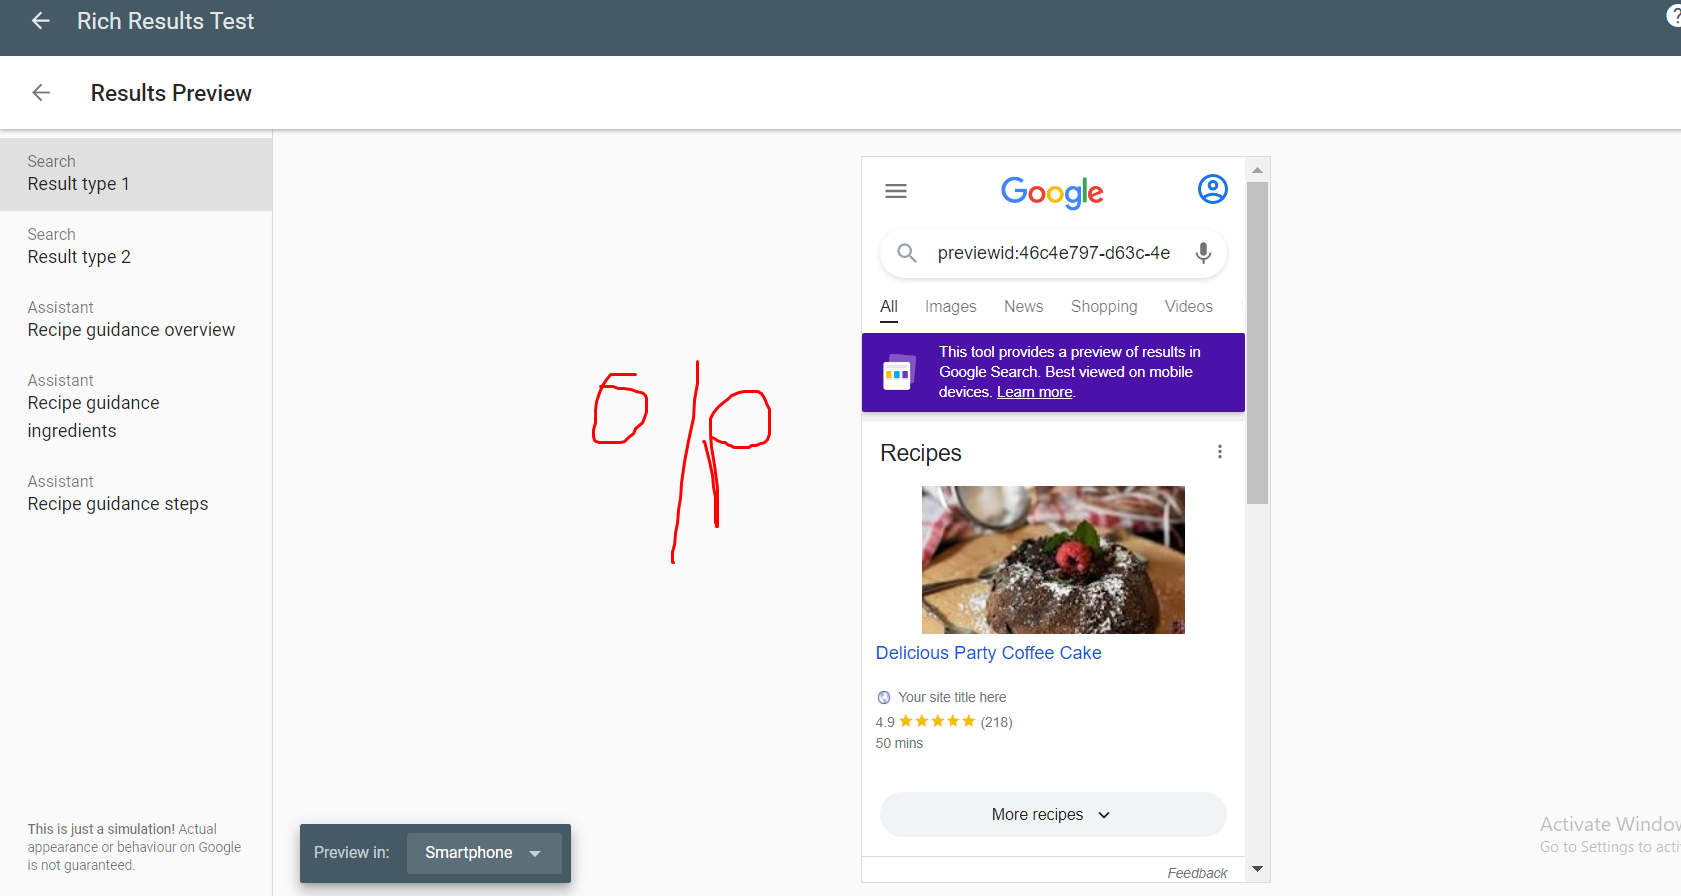 Rich Results Test
?
Results Preview
Search
Result type 1
Search
Result type 2
Assistant
Recipe guidance overview
Assistant
Recipe guidance
ingredients
Assistant
Recipe guidance steps
This is just a simulation! Actual
appearance or behaviour on Google
is not guaranteed.
o/p
Preview in: Smartphone
Google
previewid:46c4e797-d63c-4e
All Images News Shopping Videos
This tool provides a preview of results in
Google Search. Best viewed on mobile
devices. Learn more.
Recipes
Delicious Party Coffee Cake
Your site title here
4.9 ★★★★★ (218)
50 mins
More recipes
Feedback
Activate Window
Go to Settings to acti